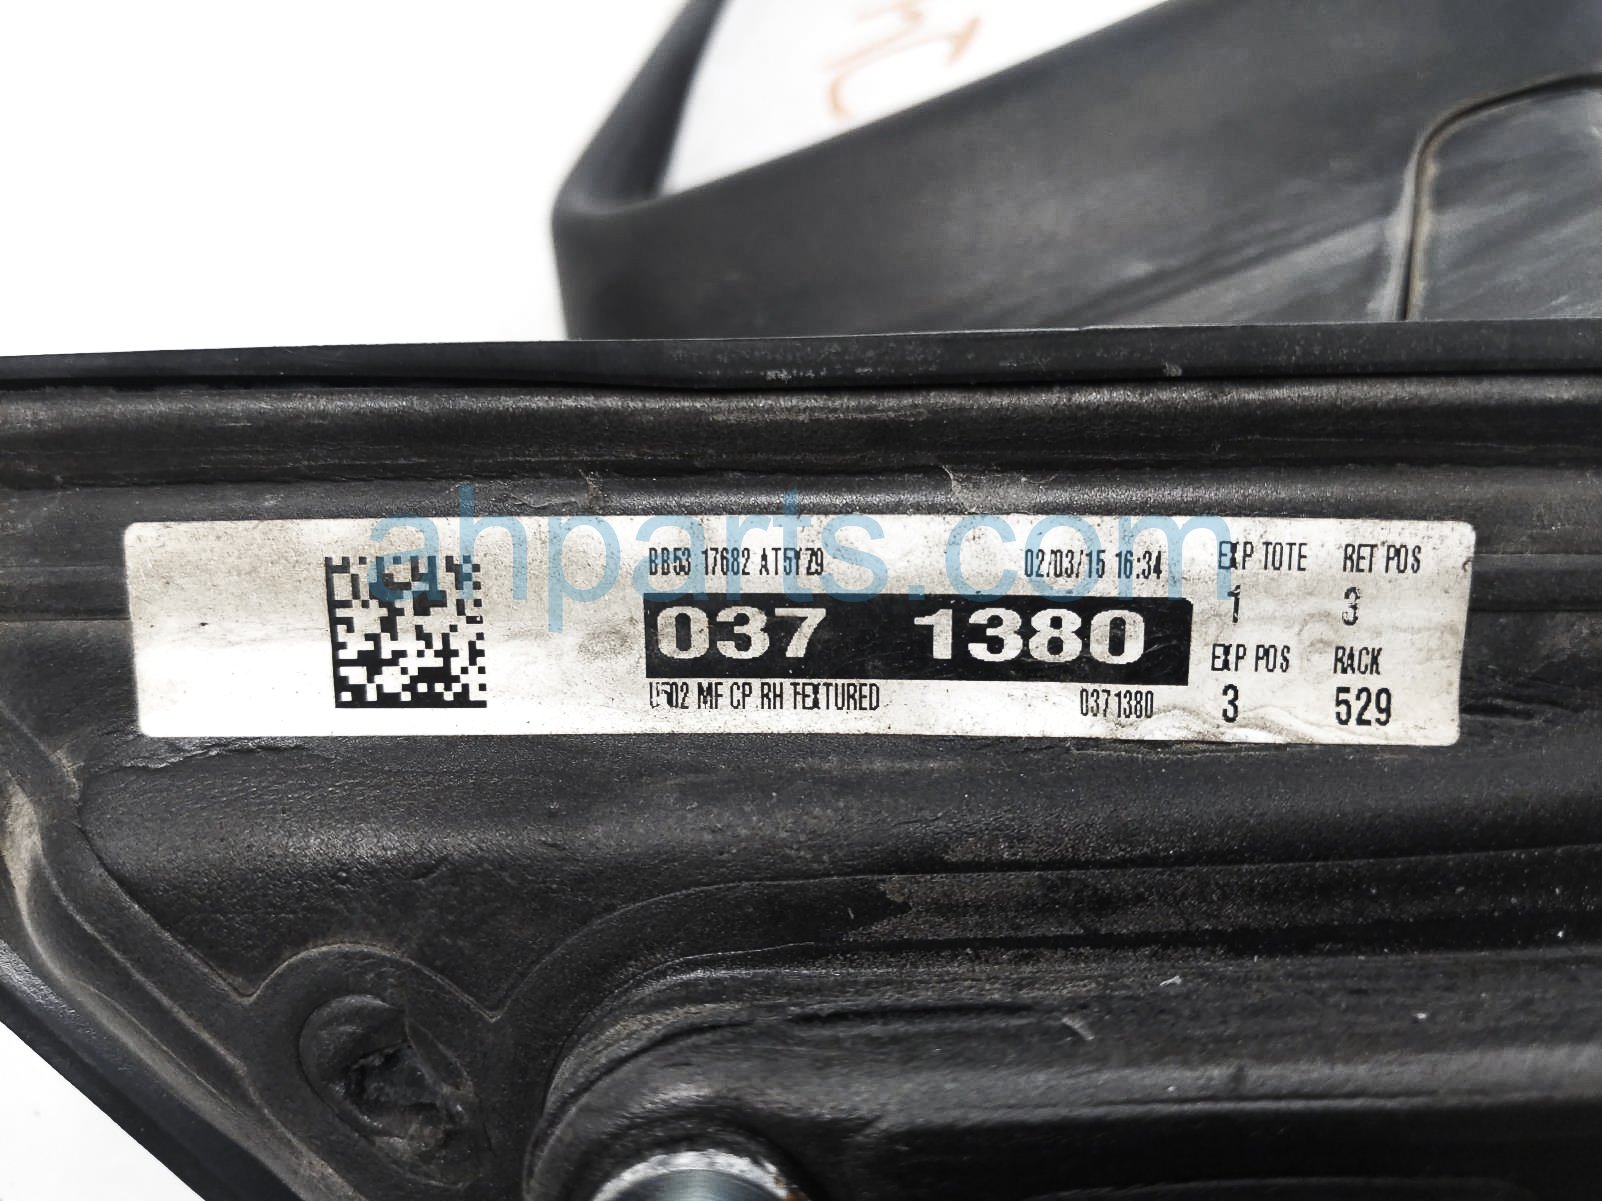 ahparts.com
BB53 17682 AT5YZ9 02/03/15 16:34 EXP TOTE RET POS
037 1380 1 3
U502 MF CP RH TEXTURED 0371380 EXP POS RACK
3 529